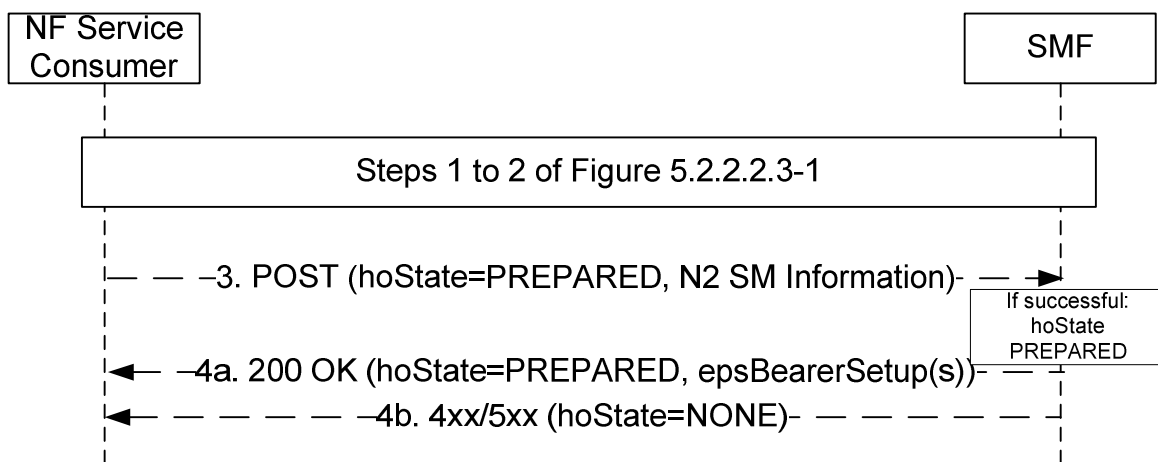 NF Service
Consumer
SMF
Steps 1 to 2 of Figure 5.2.2.2.3-1
3. POST (hoState=PREPARED, N2 SM Information)
If successful:
hoState
PREPARED
4a. 200 OK (hoState=PREPARED, epsBearerSetup(s))
4b. 4xx/5xx (hoState=NONE)